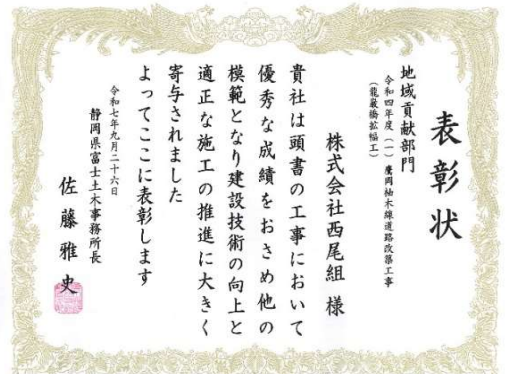 表彰状
地域貢献部門
令和四年度(一)鷹岡柚木線道路改築工事
(龍巌橋拡幅工)
株式会社西尾組 様
貴社は頭書の工事において
優秀な成績をおさめ他の
模範となり建設技術の向上と
適正な施工の推進に大きく
寄与されました
よってここに表彰します
令和七年九月二十六日
静岡県富士土木事務所長
佐藤雅史